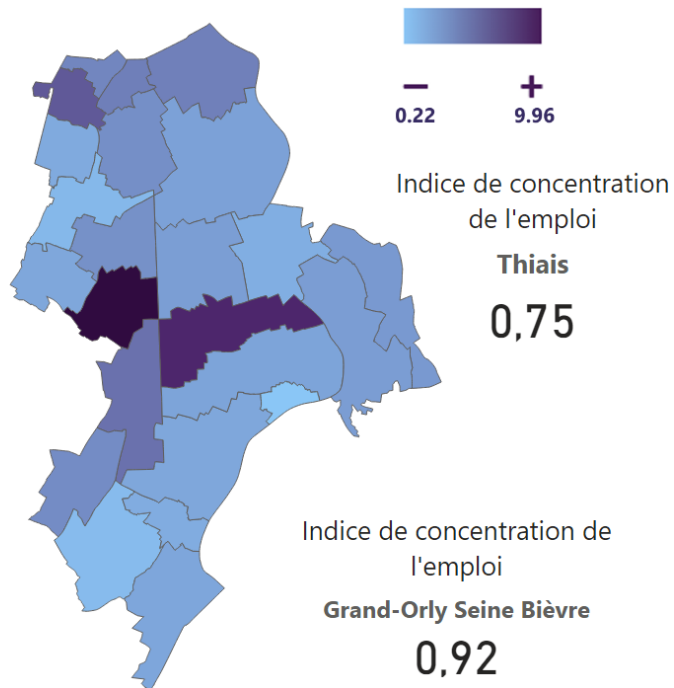 − +
0.22 9.96
Indice de concentration
de l'emploi
Thiais
0,75
Indice de concentration de
l'emploi
Grand-Orly Seine Bièvre
0,92